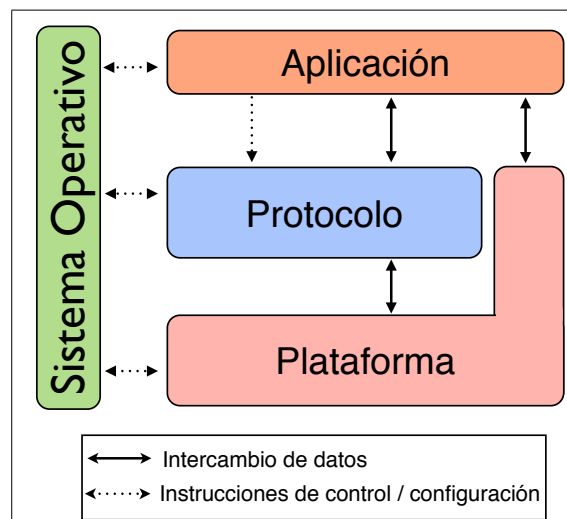 Sistema Operativo
Aplicación
Protocolo
Plataforma
Intercambio de datos
Instrucciones de control / configuración